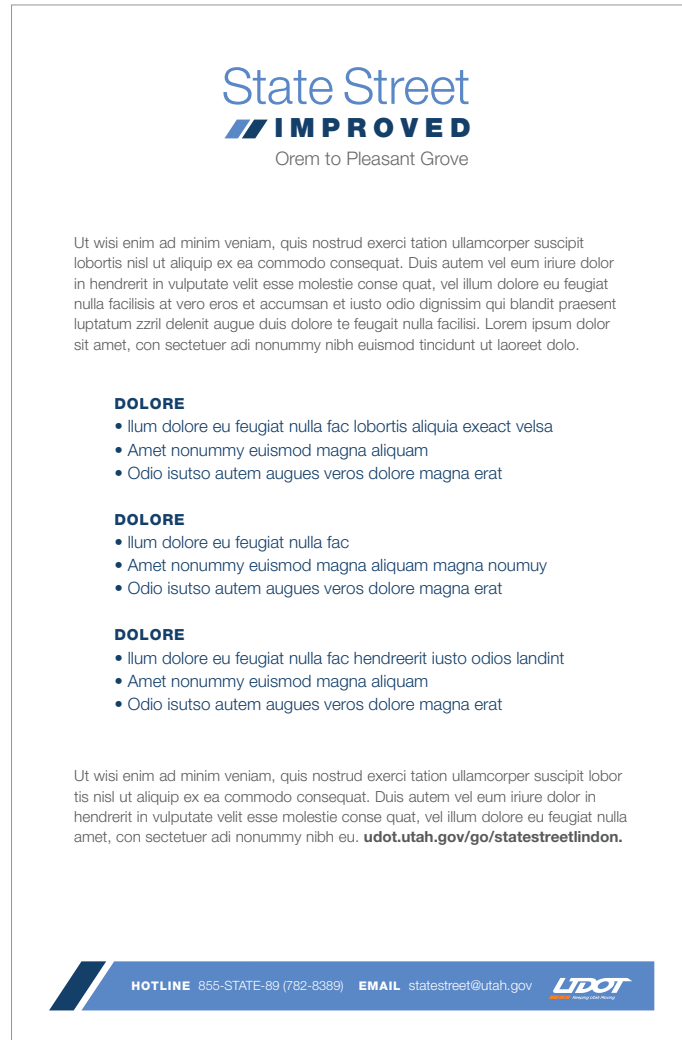 State Street
IMPROVED
Orem to Pleasant Grove
Ut wisi enim ad minim veniam, quis nostrud exerci tation ullamcorper suscipit
lobortis nisl ut aliquip ex ea commodo consequat. Duis autem vel eum iriure dolor
in hendrerit in vulputate velit esse molestie conse quat, vel illum dolore eu feugiat
nulla facilisis at vero eros et accumsan et iusto odio dignissim qui blandit praesent
luptatum zzril delenit augue duis dolore te feugait nulla facilisi. Lorem ipsum dolor
sit amet, con sectetuer adi nonummy nibh euismod tincidunt ut laoreet dolo.
DOLORE
• Ilum dolore eu feugiat nulla fac lobortis aliquia exeact velsa
• Amet nonummy euismod magna aliquam
• Odio isutso autem augues veros dolore magna erat
DOLORE
• Ilum dolore eu feugiat nulla fac
• Amet nonummy euismod magna aliquam magna noumuy
• Odio isutso autem augues veros dolore magna erat
DOLORE
• Ilum dolore eu feugiat nulla fac hendreerit iusto odios landint
• Amet nonummy euismod magna aliquam
• Odio isutso autem augues veros dolore magna erat
Ut wisi enim ad minim veniam, quis nostrud exerci tation ullamcorper suscipit lobor
tis nisl ut aliquip ex ea commodo consequat. Duis autem vel eum iriure dolor in
hendrerit in vulputate velit esse molestie conse quat, vel illum dolore eu feugiat nulla
amet, con sectetuer adi nonummy nibh eu. udot.utah.gov/go/statestreetlindon.
HOTLINE 855-STATE-89 (782-8389) EMAIL statestreet@utah.gov UDOT
Keeping Utah Moving